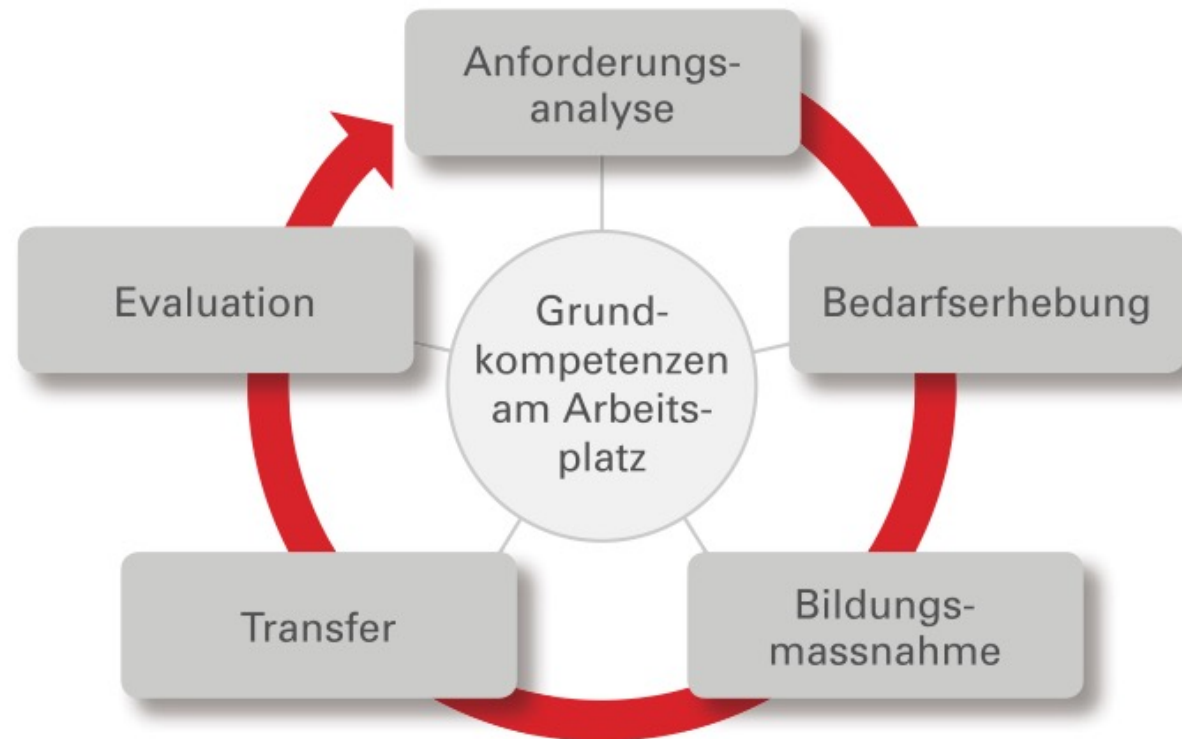 Anforderungs-
analyse
Evaluation
Bedarfserhebung
Grund-
kompetenzen
am Arbeits-
platz
Transfer
Bildungs-
massnahme